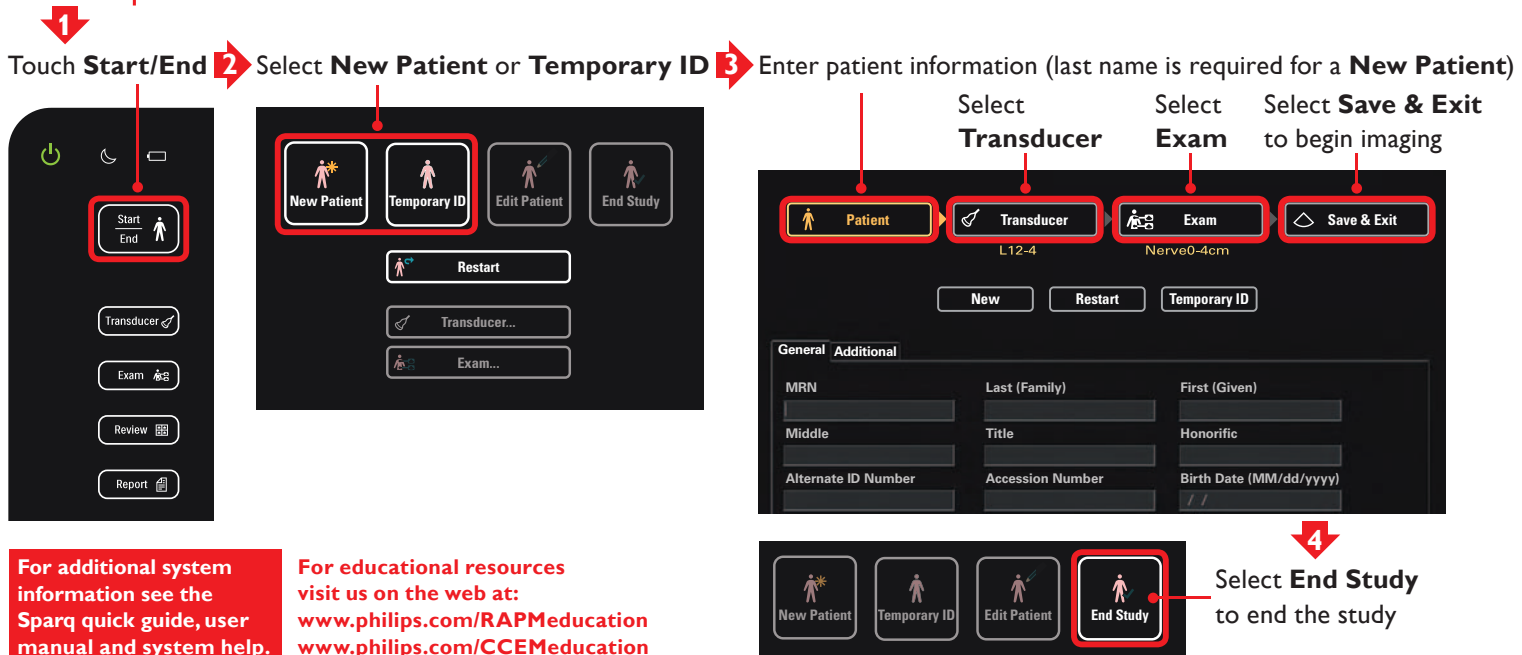 1
Touch Start/End
2
Select New Patient or Temporary ID
3
Enter patient information (last name is required for a New Patient)
Select
Transducer
Select
Exam
Select Save & Exit
to begin imaging
Start
End
Transducer
Exam
Review
Report
New Patient
Temporary ID
Edit Patient
End Study
Restart
Transducer...
Exam...
Patient
Transducer
Exam
Save & Exit
L12-4
Nerve0-4cm
New
Restart
Temporary ID
General
Additional
MRN
Last (Family)
First (Given)
Middle
Title
Honorific
Alternate ID Number
Accession Number
Birth Date (MM/dd/yyyy)
/ /
For additional system
information see the
Sparq quick guide, user
manual and system help.
For educational resources
visit us on the web at:
www.philips.com/RAPMeducation
www.philips.com/CCEMeducation
New Patient
Temporary ID
Edit Patient
End Study
4
Select End Study
to end the study